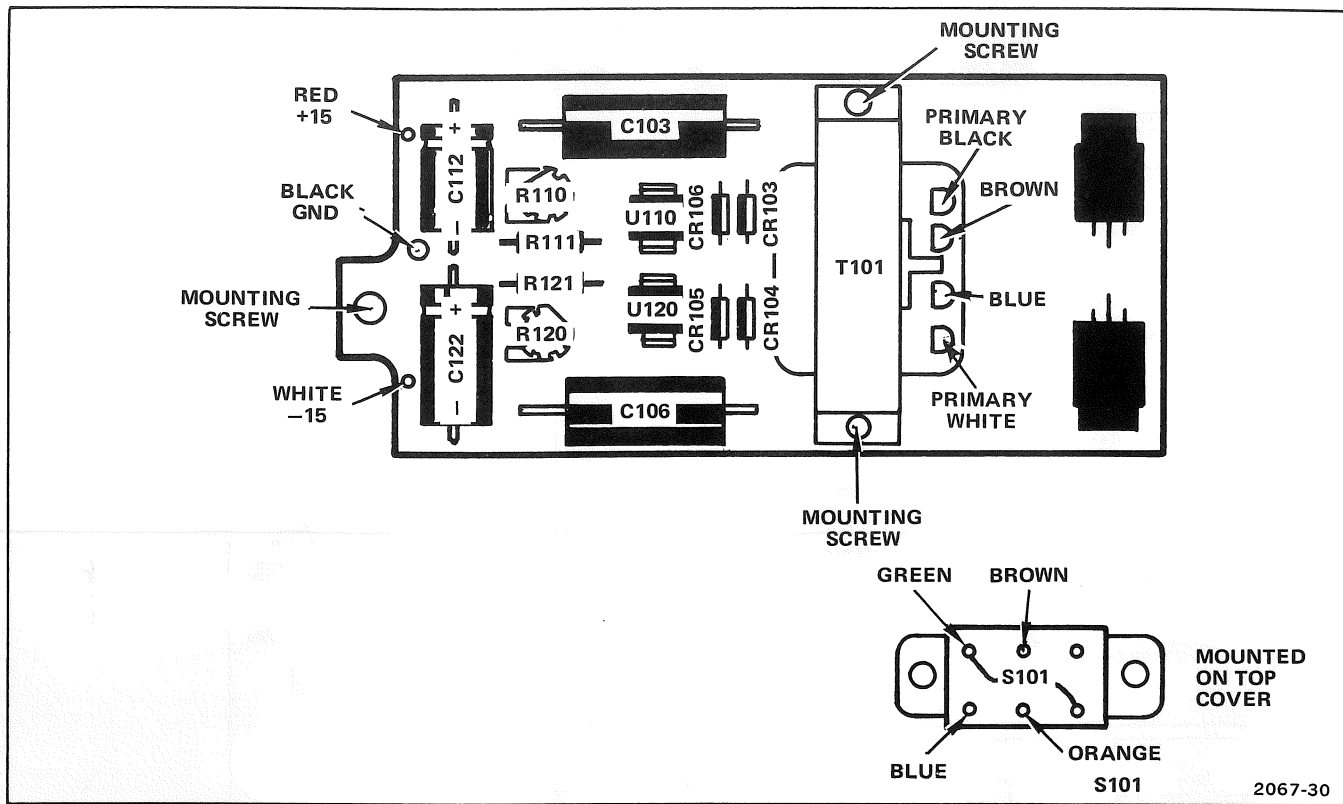 MOUNTING
SCREW
RED
+15
+
C112
−
C103
PRIMARY
BLACK
BROWN
BLACK
GND
R110
U110
CR106
CR103
R111
T101
R121
MOUNTING
SCREW
+
C122
−
R120
U120
CR105
CR104
BLUE
WHITE
−15
C106
PRIMARY
WHITE
MOUNTING
SCREW
GREEN
BROWN
S101
MOUNTED
ON TOP
COVER
BLUE
ORANGE
S101
2067-30